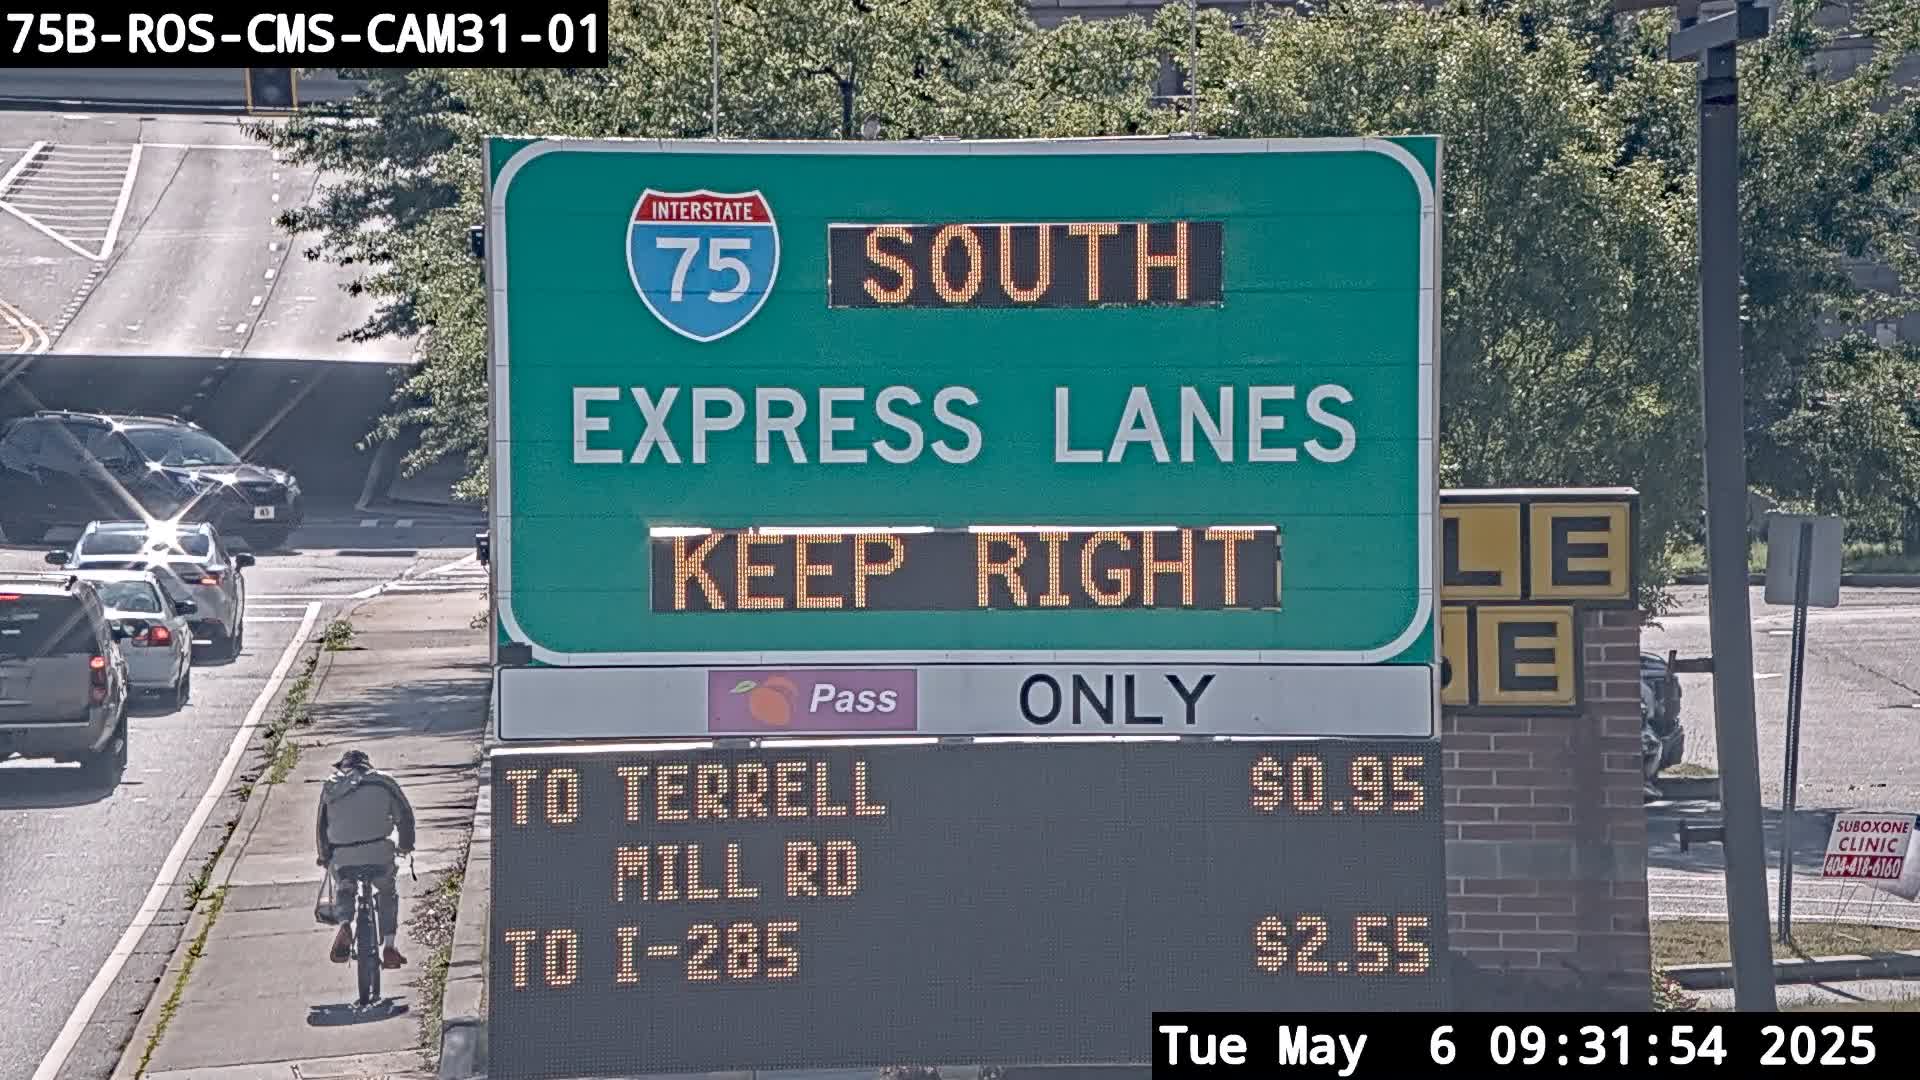 75B-ROS-CMS-CAM31-01
INTERSTATE
75
SOUTH
EXPRESS LANES
KEEP RIGHT
LE
E
Pass ONLY
TO TERRELL $0.95
MILL RD
TO I-285 $2.55
SUBOXONE
CLINIC
404-418-6160
Tue May 6 09:31:54 2025